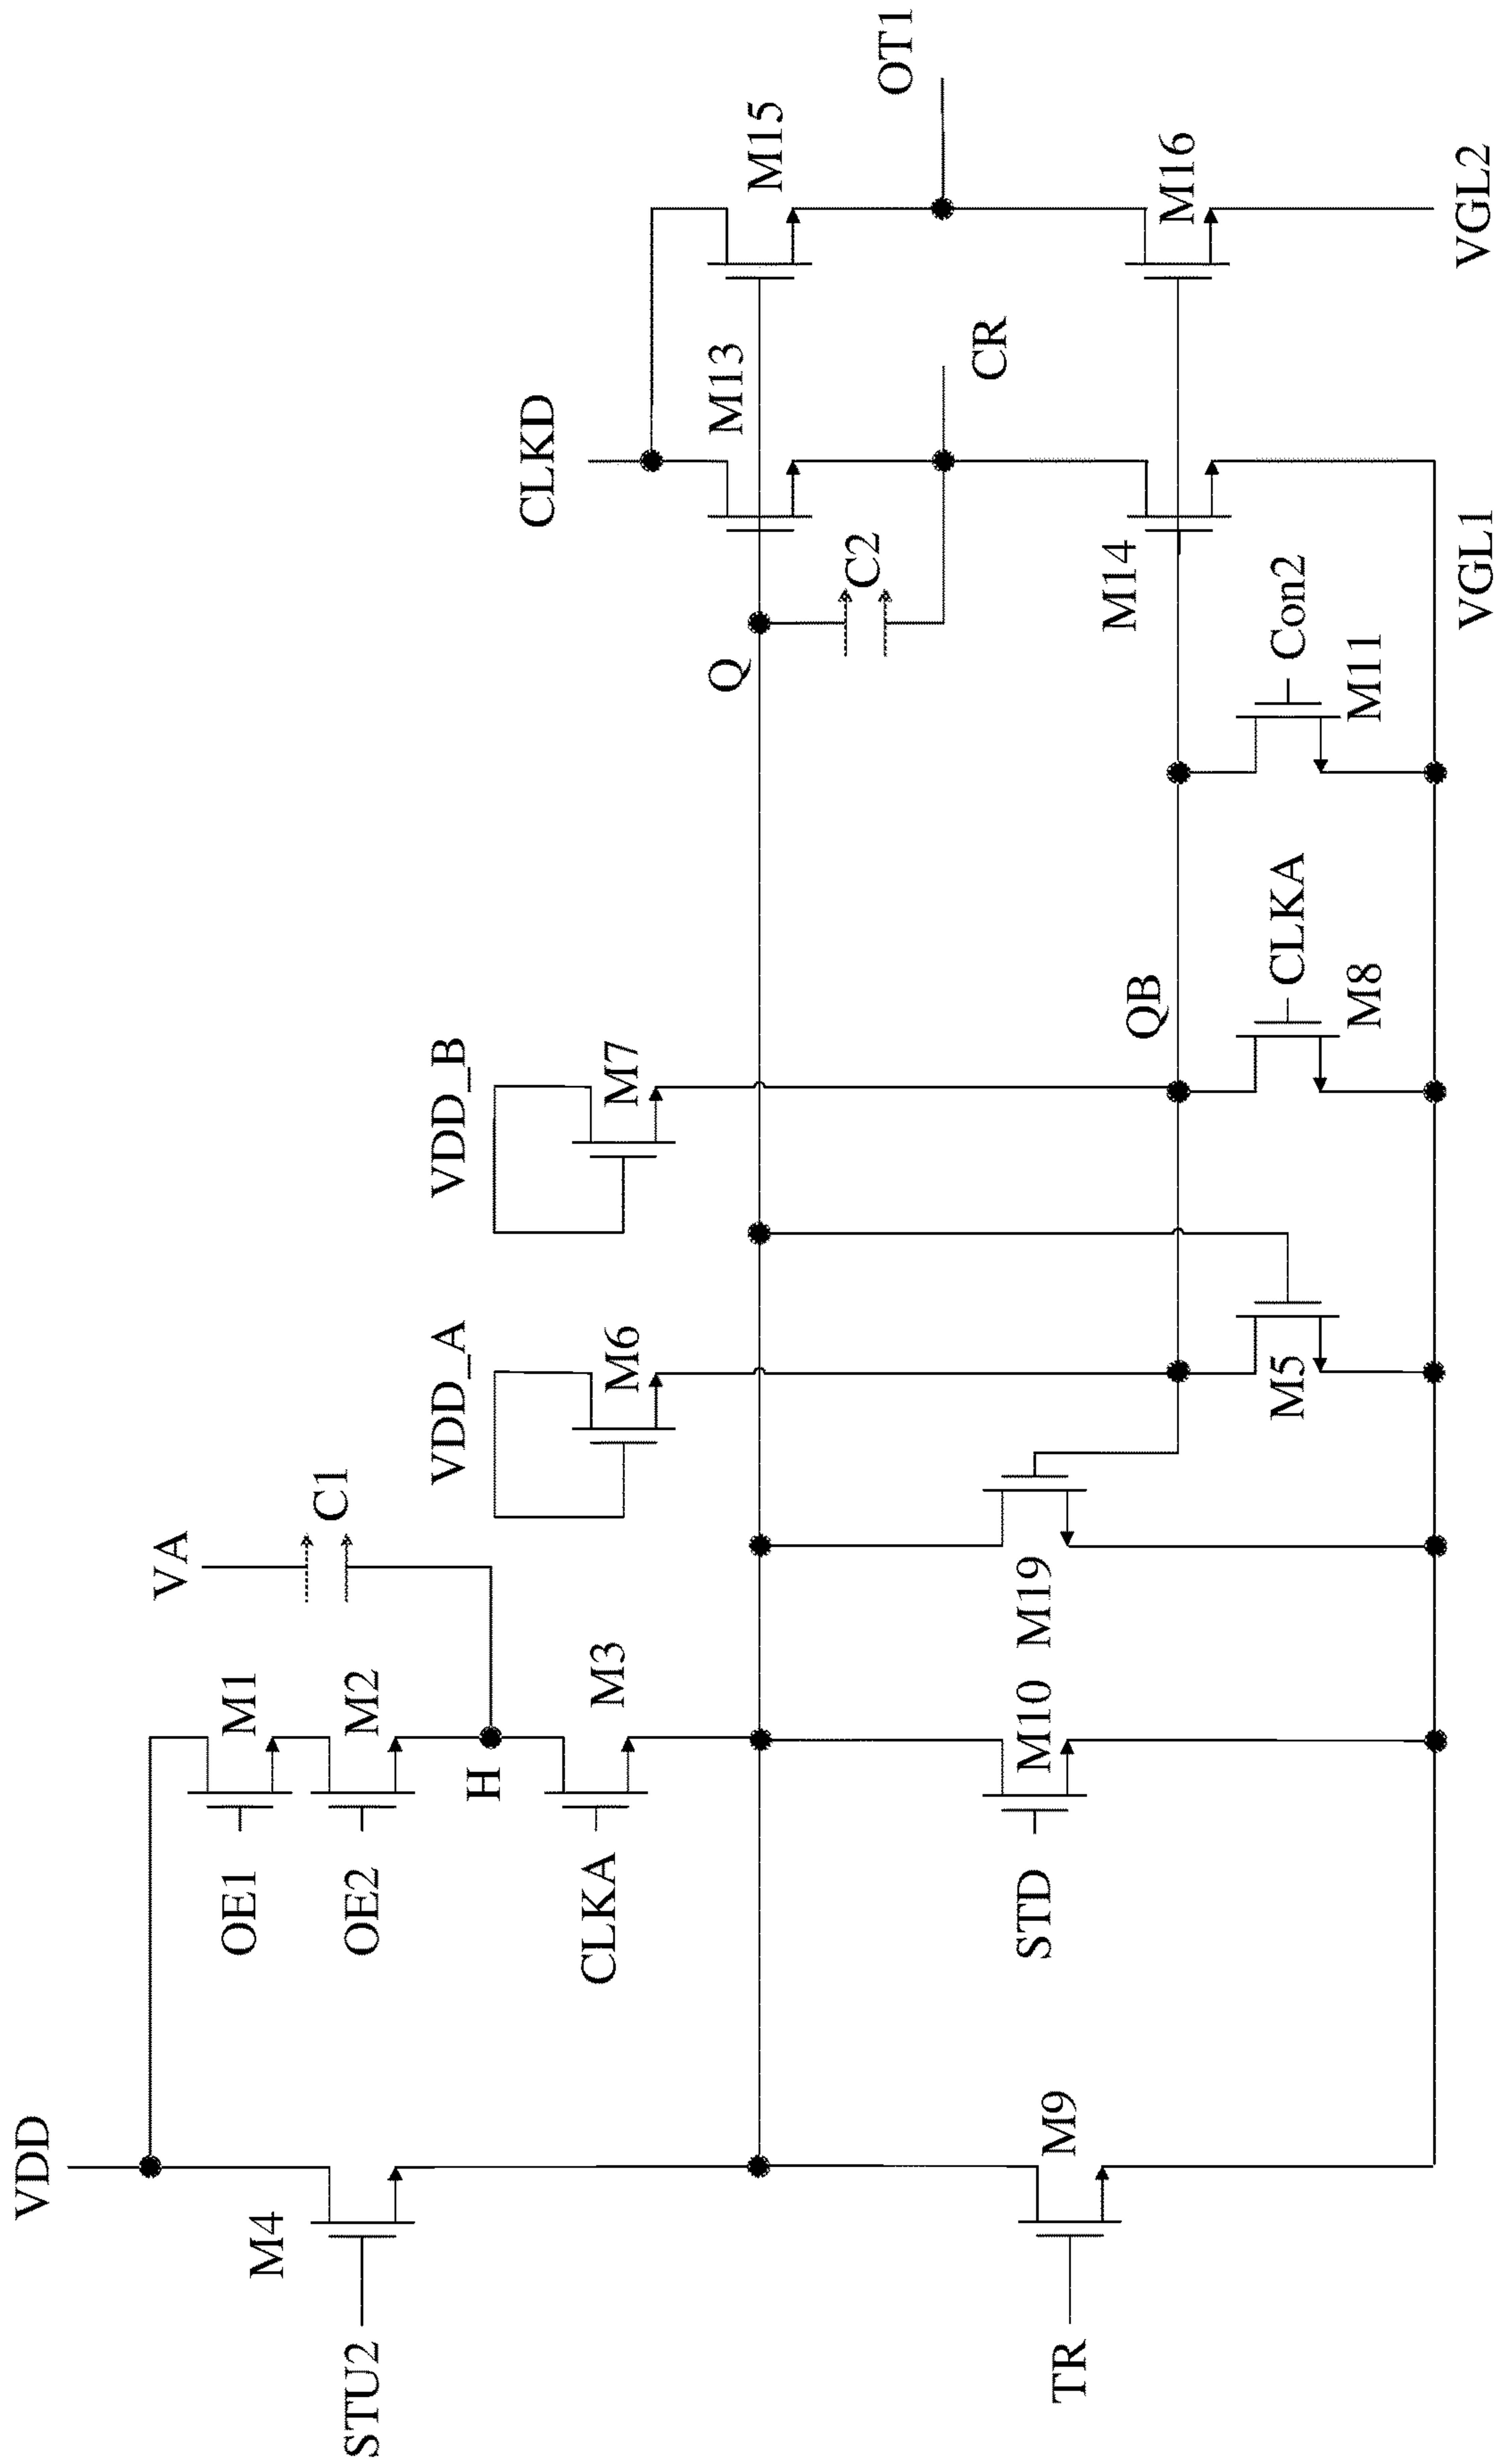 VDD
STU2
M4
OE1
M1
OE2
M2
VA
C1
H
CLKA
M3
VDD_A
M6
VDD_B
M7
CLKD
Q
M13
M15
C2
CR
OT1
TR
M9
STD
M10
M19
M5
QB
CLKA
M8
Con2
M11
M14
M16
VGL1
VGL2